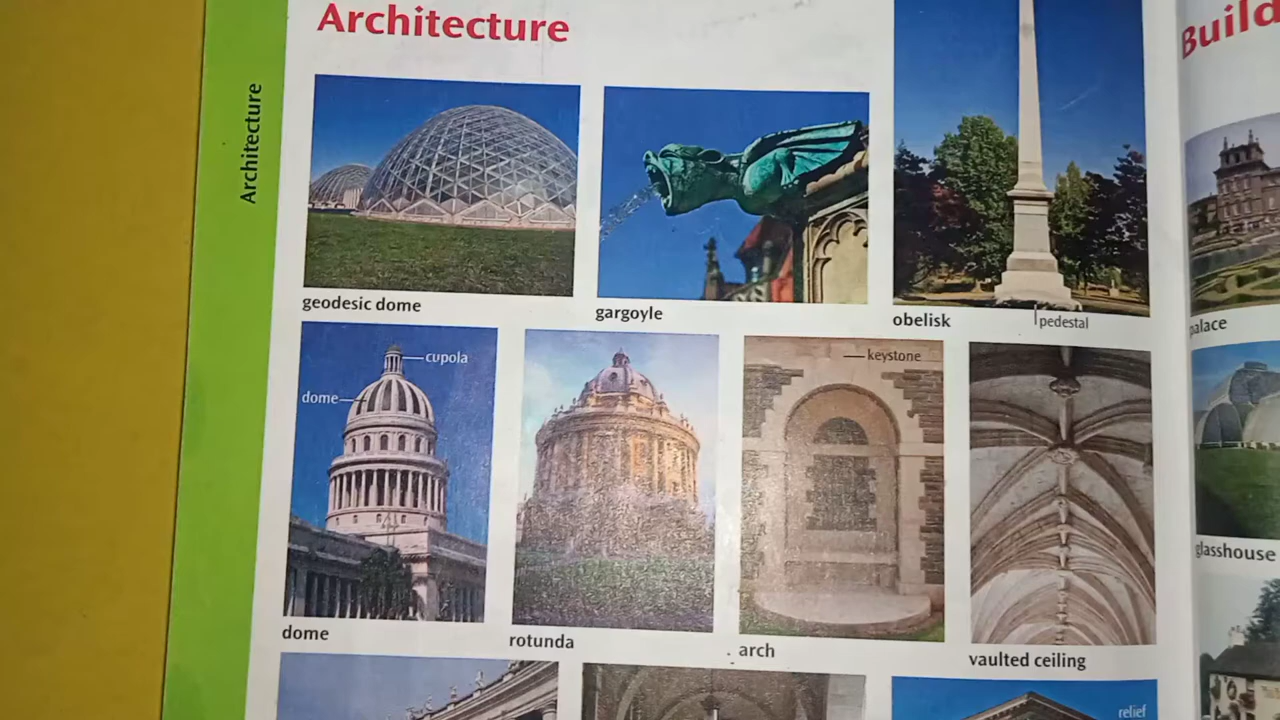 Architecture
Build
Architecture
geodesic dome
gargoyle
obelisk
pedestal
palace
cupola
dome
keystone
dome
rotunda
arch
vaulted ceiling
glasshouse
relief